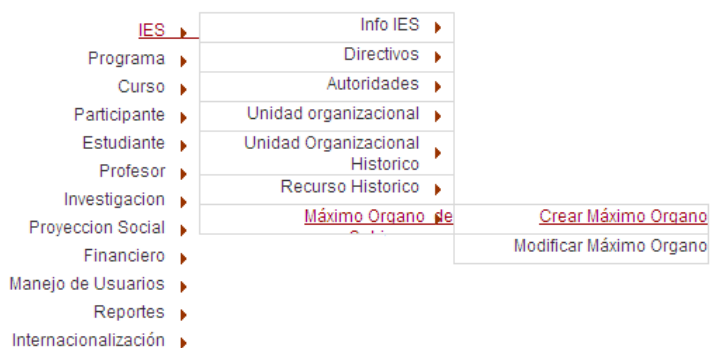 IES
Programa
Curso
Participante
Estudiante
Profesor
Investigacion
Proyeccion Social
Financiero
Manejo de Usuarios
Reportes
Internacionalización
Info IES
Directivos
Autoridades
Unidad organizacional
Unidad Organizacional
Historico
Recurso Historico
Máximo Organo de
Crear Máximo Organo
Modificar Máximo Organo